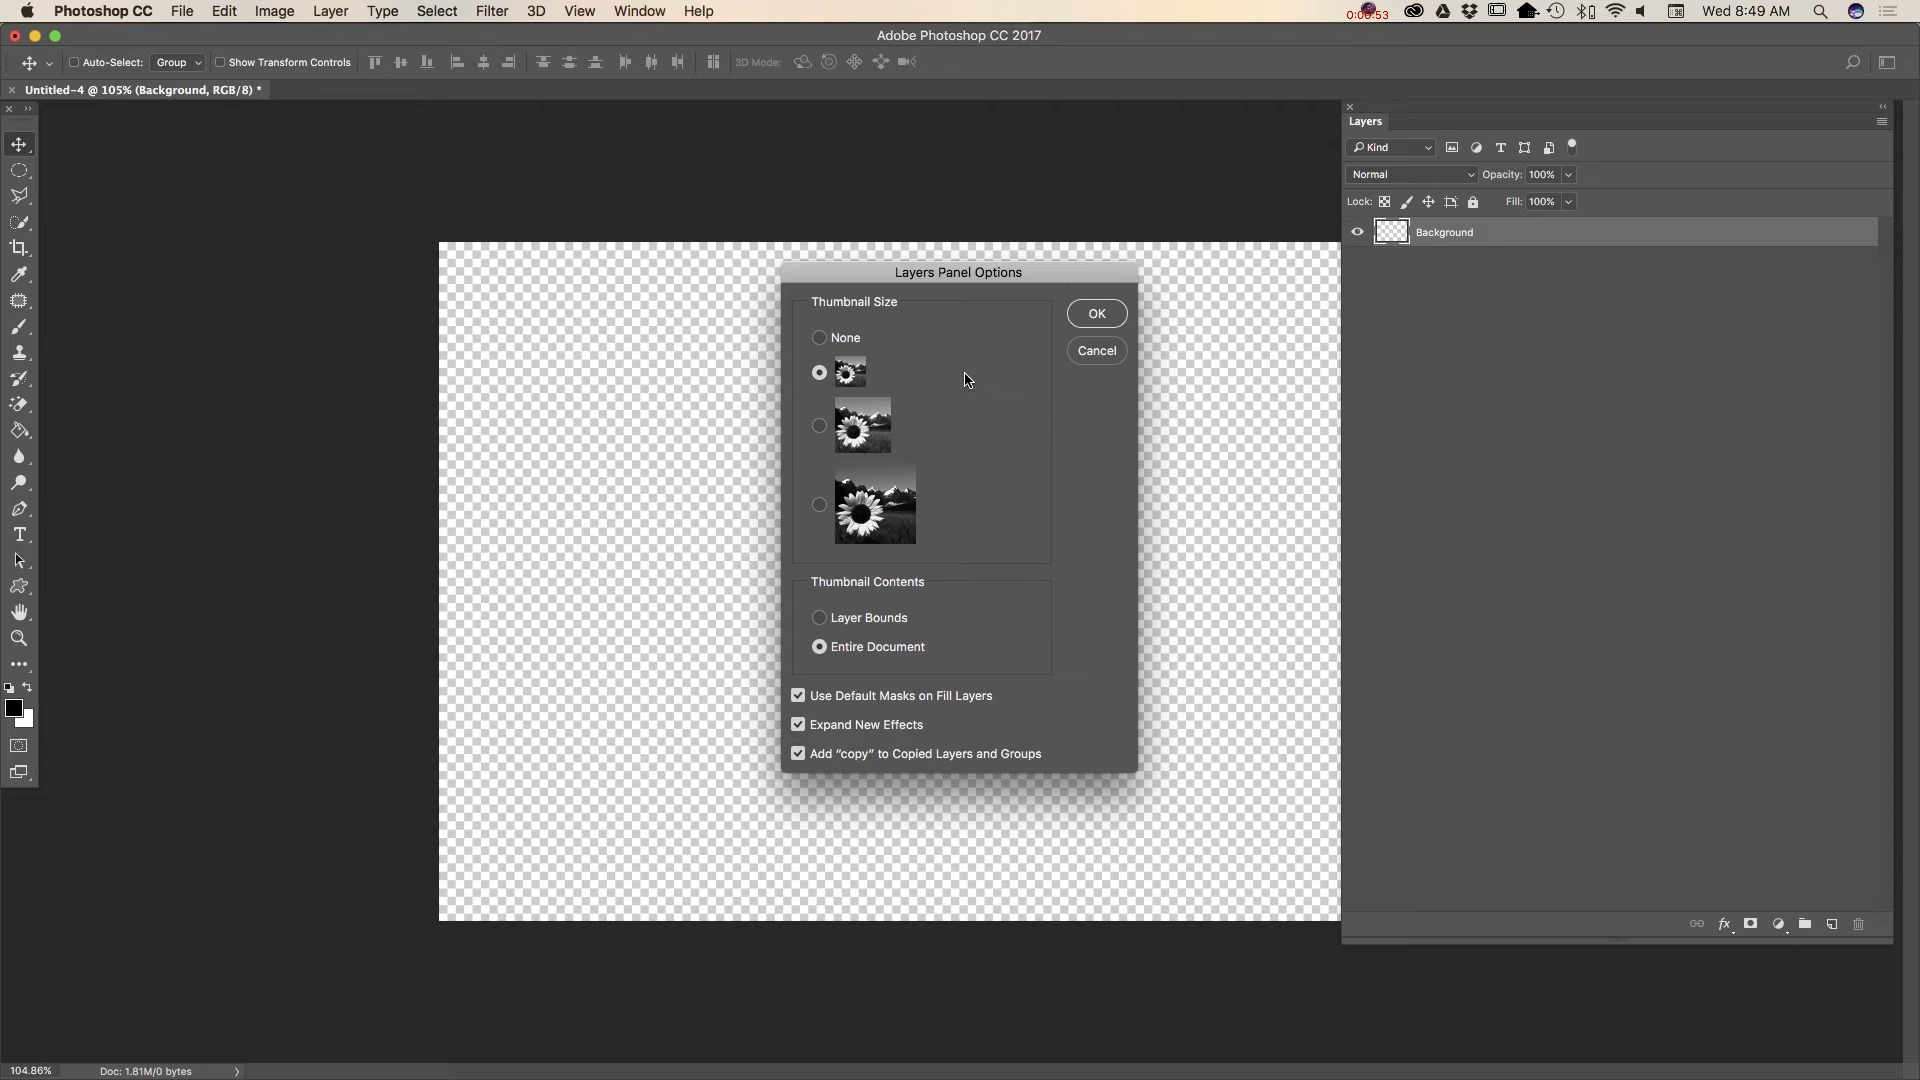 Photoshop CC File Edit Image Layer Type Select Filter 3D View Window Help 0:00:53 Wed 8:49 AM
Adobe Photoshop CC 2017
Auto-Select: Group Show Transform Controls 3D Mode:
Untitled-4 @ 105% (Background, RGB/8) *
Layers
Kind
Normal Opacity: 100%
Lock: Fill: 100%
Background
Layers Panel Options
Thumbnail Size
OK
None
Cancel
Thumbnail Contents
Layer Bounds
Entire Document
Use Default Masks on Fill Layers
Expand New Effects
Add “copy” to Copied Layers and Groups
fx
104.86% Doc: 1.81M/0 bytes